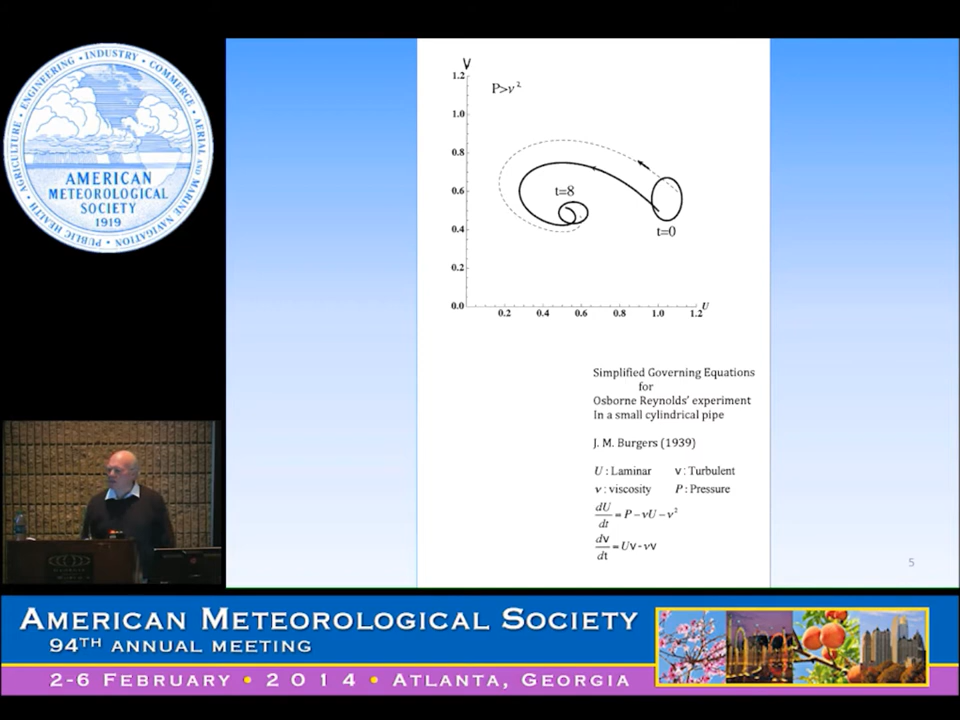 AGRICULTURE • ENGINEERING • INDUSTRY • COMMERCE • AERIAL AND MARINE NAVIGATION • PUBLIC HEALTH •
AMERICAN
METEOROLOGICAL
SOCIETY
1919
V
P>ν²
1.2
1.0
0.8
0.6
0.4
0.2
0.0
t=8
t=0
0.2 0.4 0.6 0.8 1.0 1.2
U
Simplified Governing Equations
for
Osborne Reynolds' experiment
In a small cylindrical pipe
J. M. Burgers (1939)
U : Laminar v : Turbulent
ν : viscosity P : Pressure
dU/dt = P − νU − v²
dv/dt = Uv - νv
5
AMERICAN METEOROLOGICAL SOCIETY
94TH ANNUAL MEETING
2-6 FEBRUARY • 2014 • ATLANTA, GEORGIA